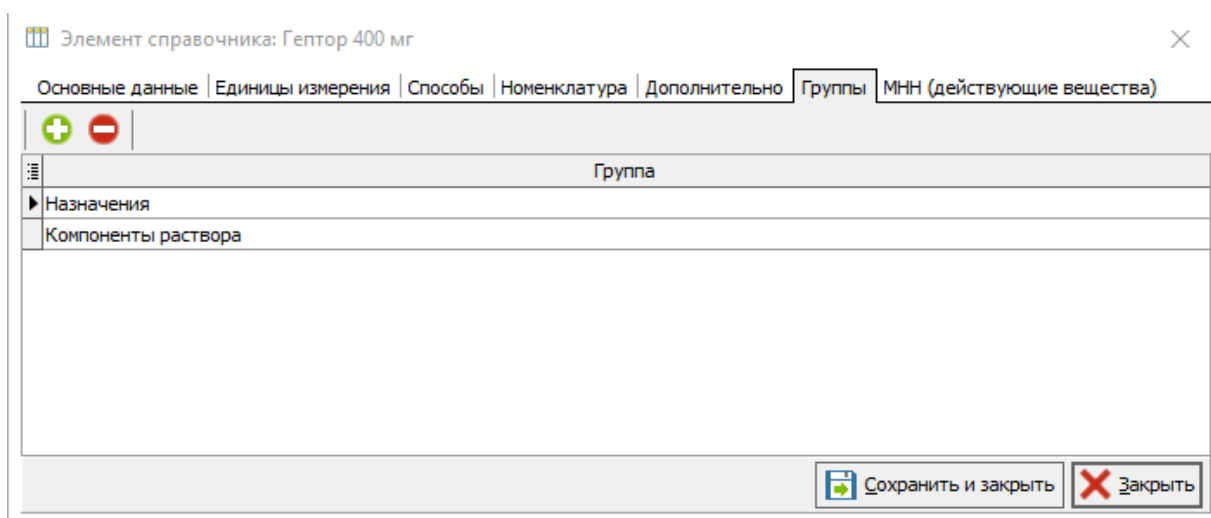 Элемент справочника: Гептор 400 мг
Основные данные Единицы измерения Способы Номенклатура Дополнительно Группы МНН (действующие вещества)
Группа
Назначения
Компоненты раствора
Сохранить и закрыть Закрыть